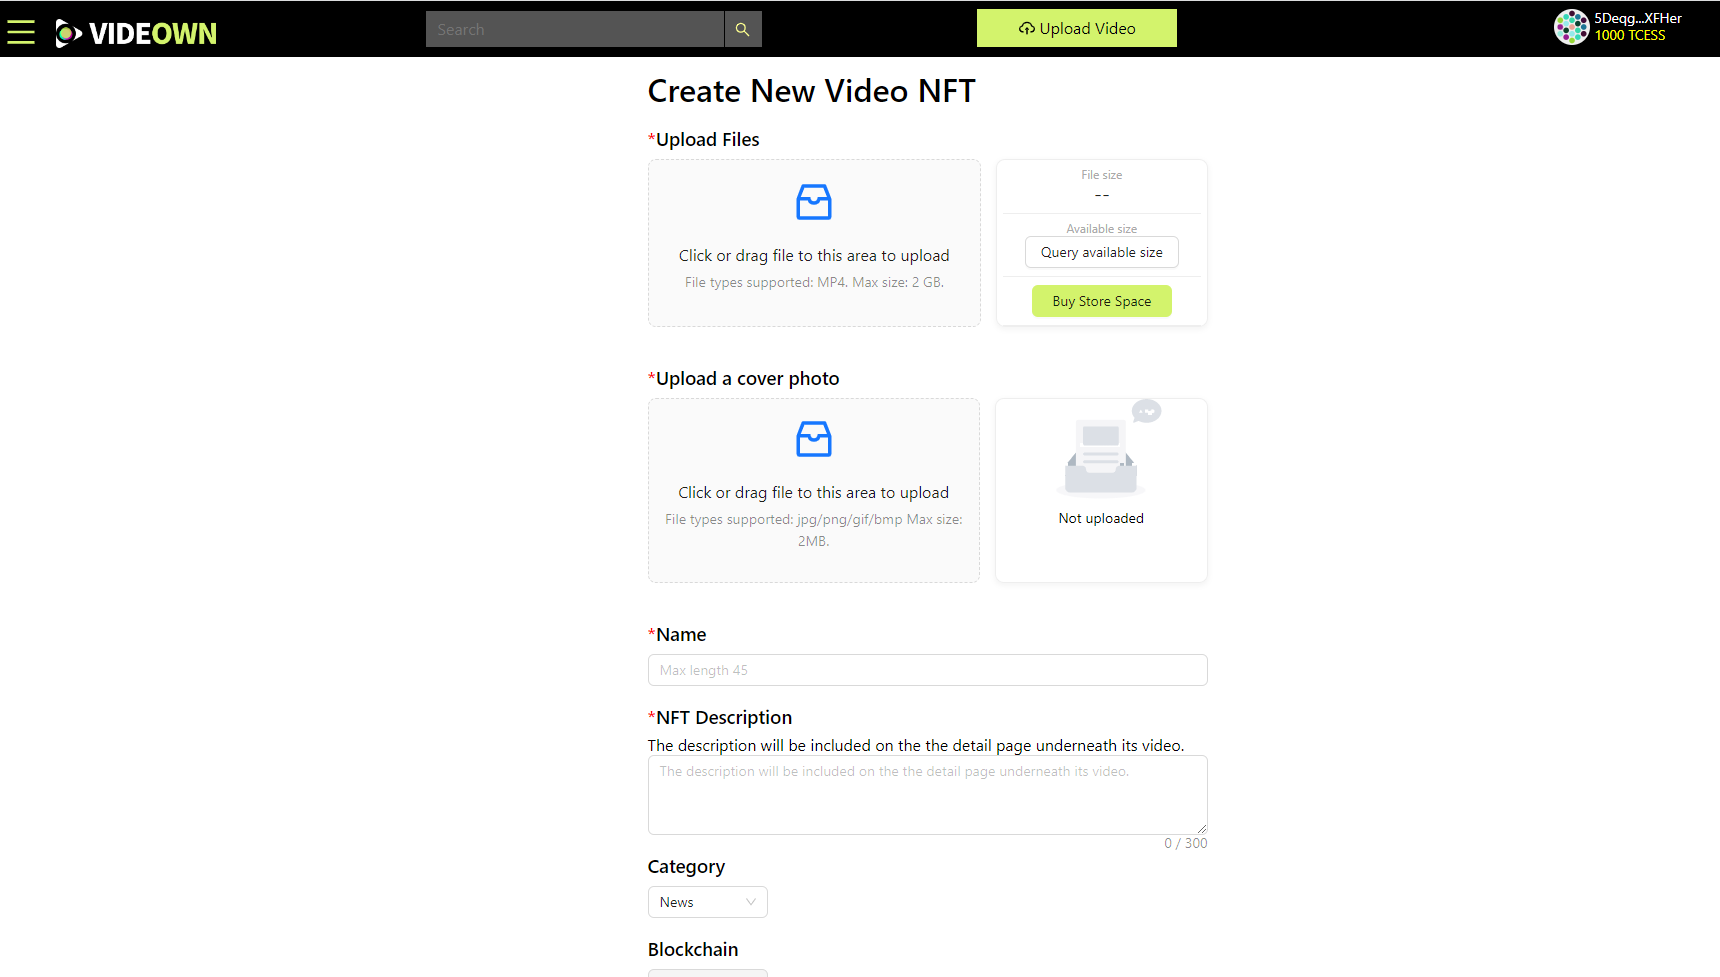 VIDEOWN
Search
Upload Video
5Deqg...XFHer
1000 TCESS
Create New Video NFT
*Upload Files
Click or drag file to this area to upload
File types supported: MP4. Max size: 2 GB.
File size
--
Available size
Query available size
Buy Store Space
*Upload a cover photo
Click or drag file to this area to upload
File types supported: jpg/png/gif/bmp Max size:
2MB.
Not uploaded
*Name
Max length 45
*NFT Description
The description will be included on the the detail page underneath its video.
The description will be included on the the detail page underneath its video.
0 / 300
Category
News
Blockchain